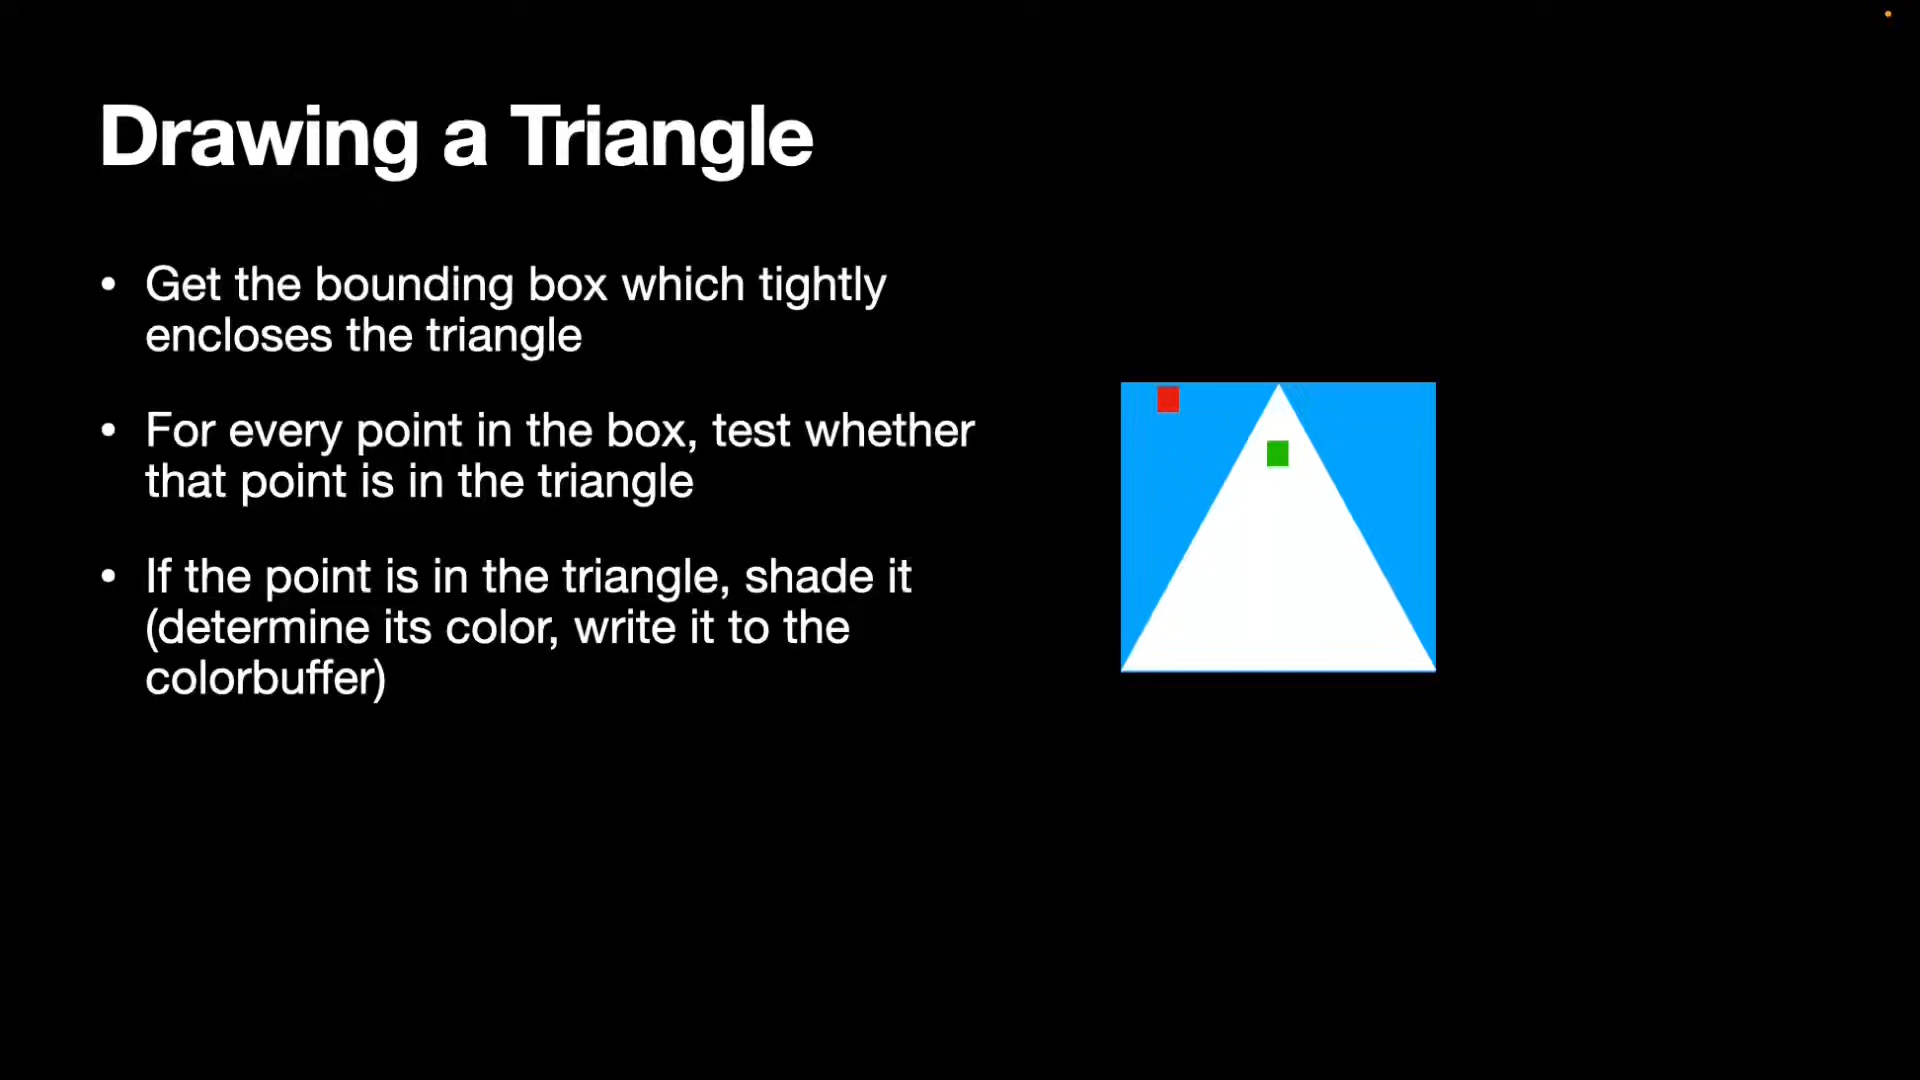 Drawing a Triangle
• Get the bounding box which tightly
encloses the triangle
• For every point in the box, test whether
that point is in the triangle
• If the point is in the triangle, shade it
(determine its color, write it to the
colorbuffer)